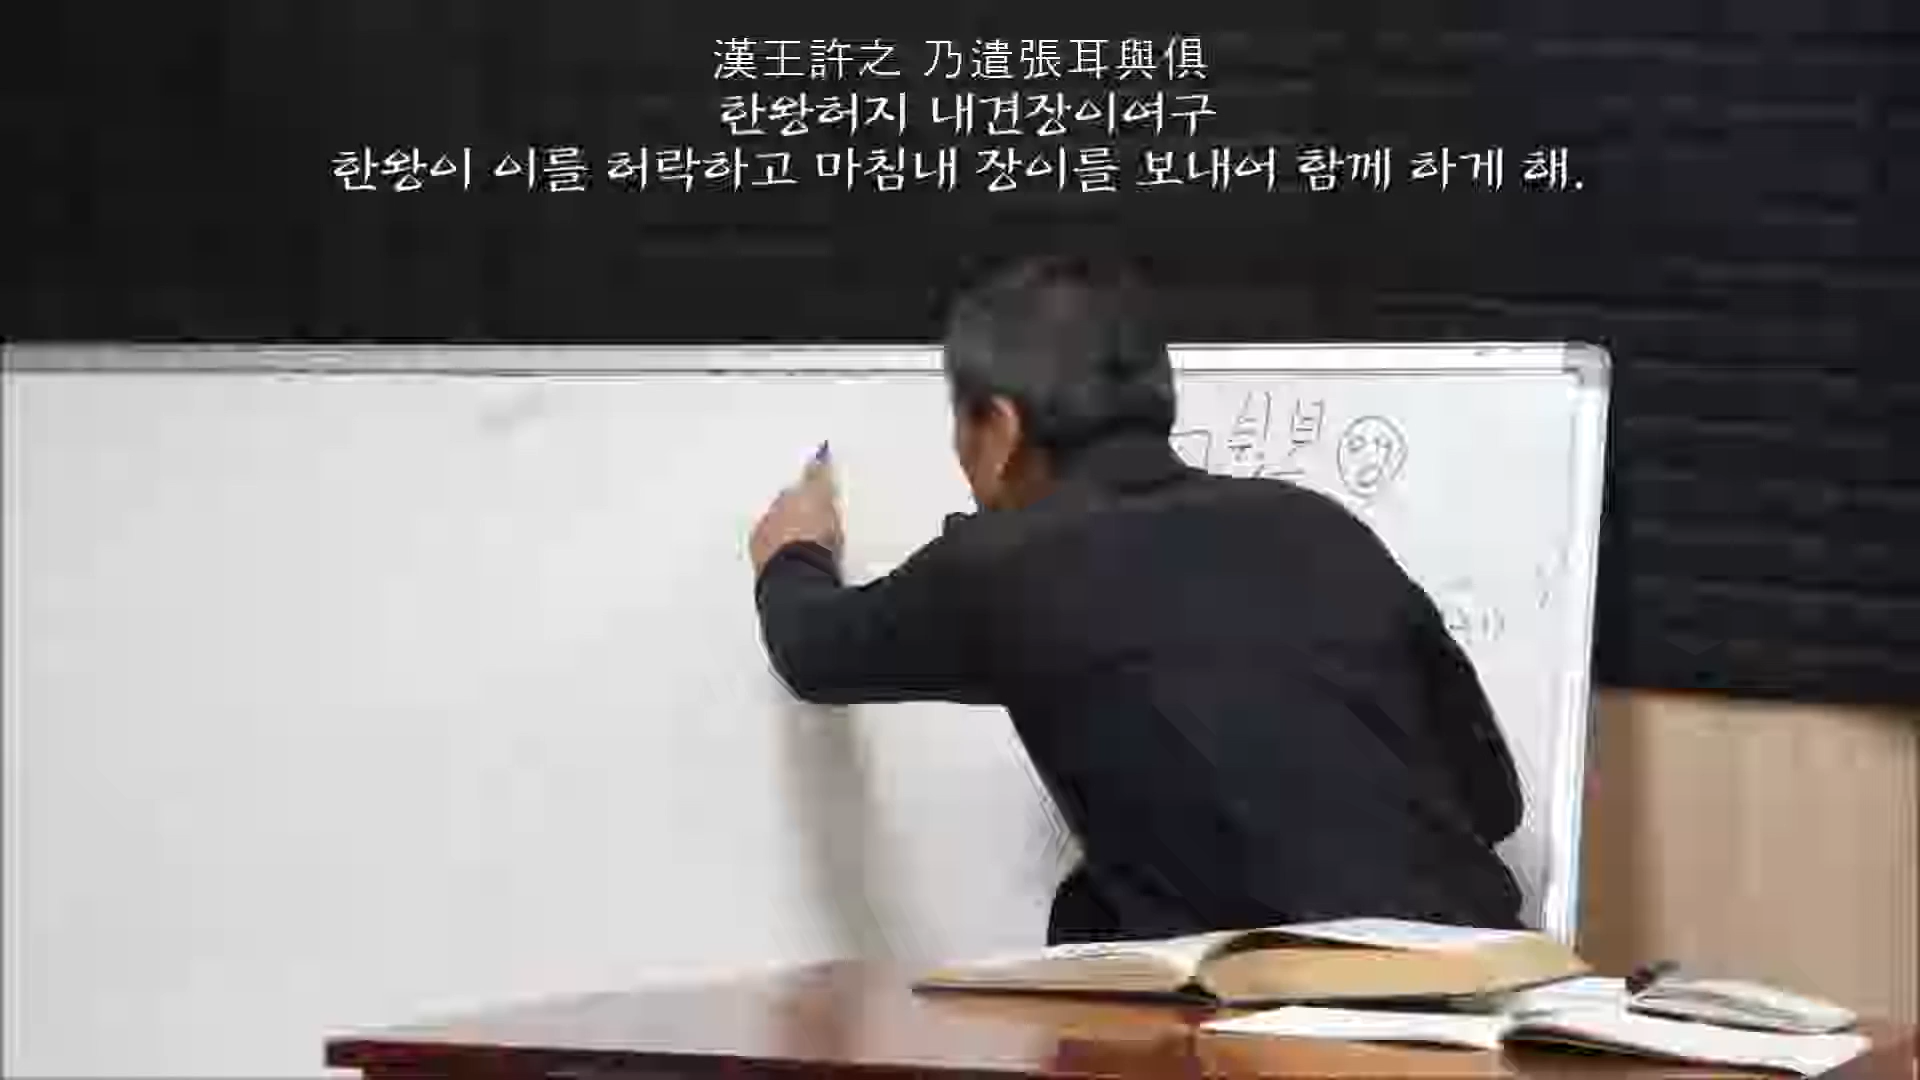 漢王許之 乃遣張耳與俱
한왕허지 내견장이여구
한왕이 이를 허락하고 마침내 장이를 보내어 함께 하게 해.